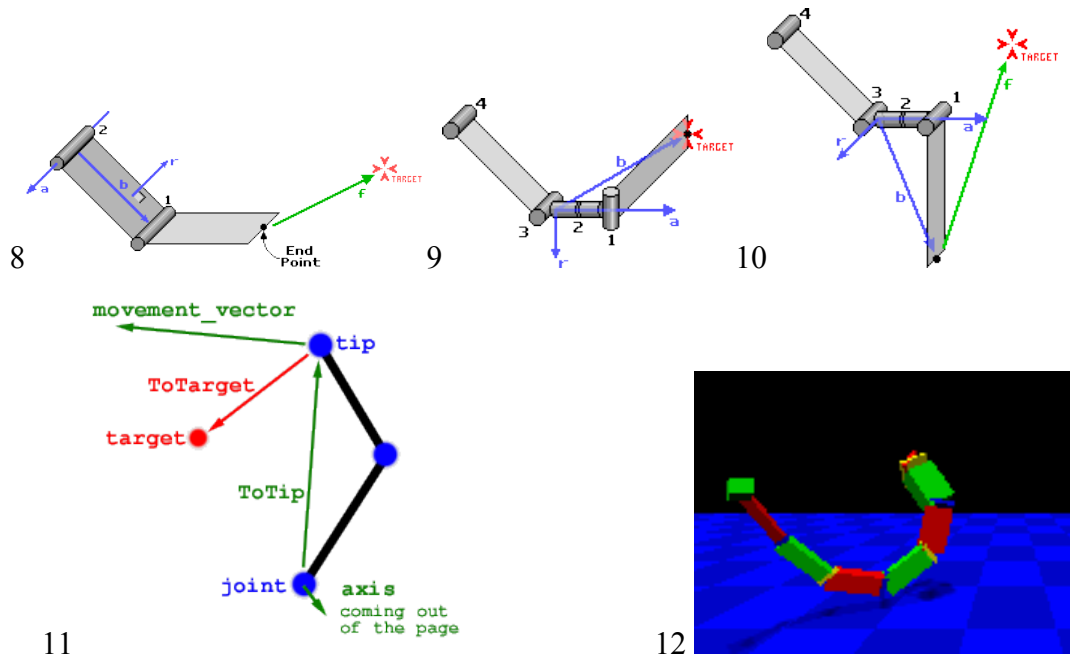 2
a
b
r
1
f
TARGET
End
Point
8
4
3
2
1
b
r
a
TARGET
9
4
3
2
1
r
a
b
f
TARGET
10
movement_vector
tip
ToTarget
target
ToTip
joint
axis
coming out
of the page
11
12